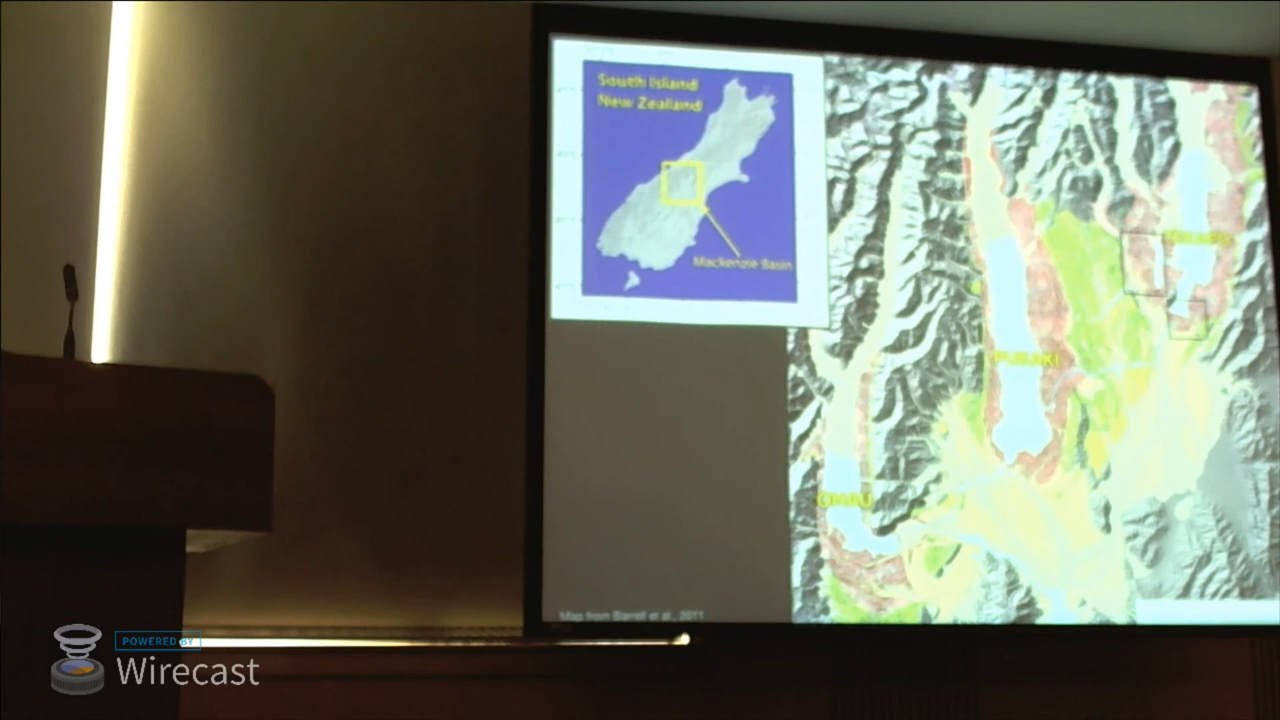 South Island
New Zealand
Mackenzie Basin
PUKAKI
OHAU
Map from Barrell et al., 2011
POWERED BY
Wirecast